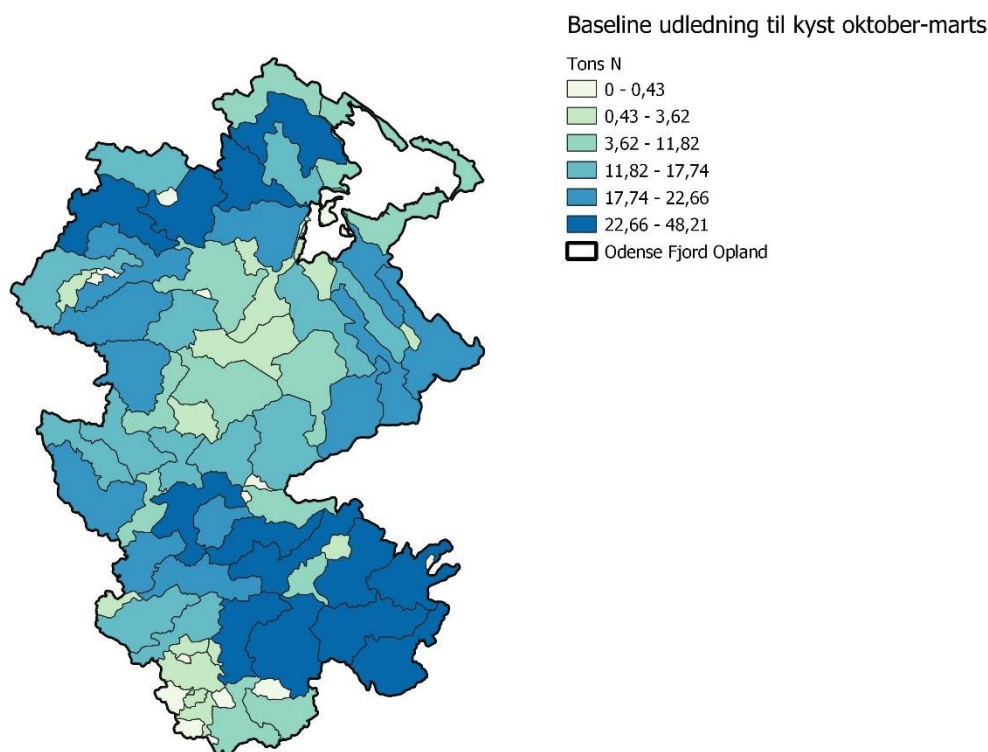 Baseline udledning til kyst oktober-marts
Tons N
0 - 0,43
0,43 - 3,62
3,62 - 11,82
11,82 - 17,74
17,74 - 22,66
22,66 - 48,21
Odense Fjord Opland